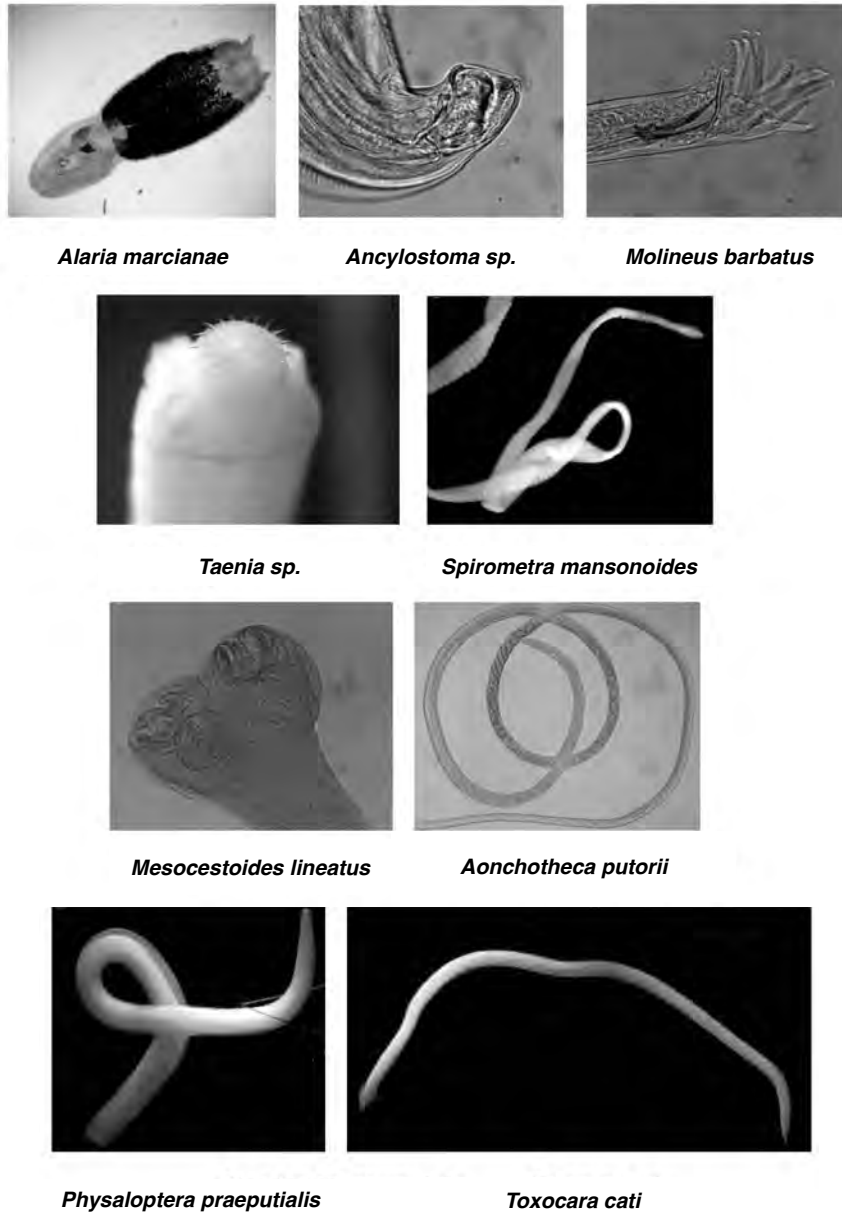 Alaria marcianae
Ancylostoma sp.
Molineus barbatus
Taenia sp.
Spirometra mansonoides
Mesocestoides lineatus
Aonchotheca putorii
Physaloptera praeputialis
Toxocara cati